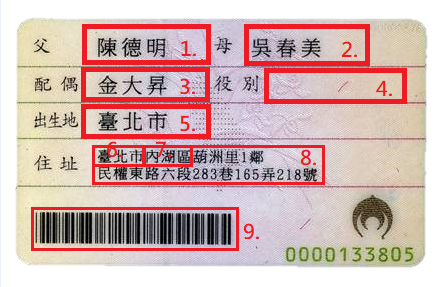 父 陳德明 1. 母 吳春美 2.
配偶 金大昇 3. 役別 4.
出生地 臺北市 5.
6. 7.
住址 臺北市內湖區葫洲里1鄰 8.
民權東路六段283巷165弄218號
9.
0000133805